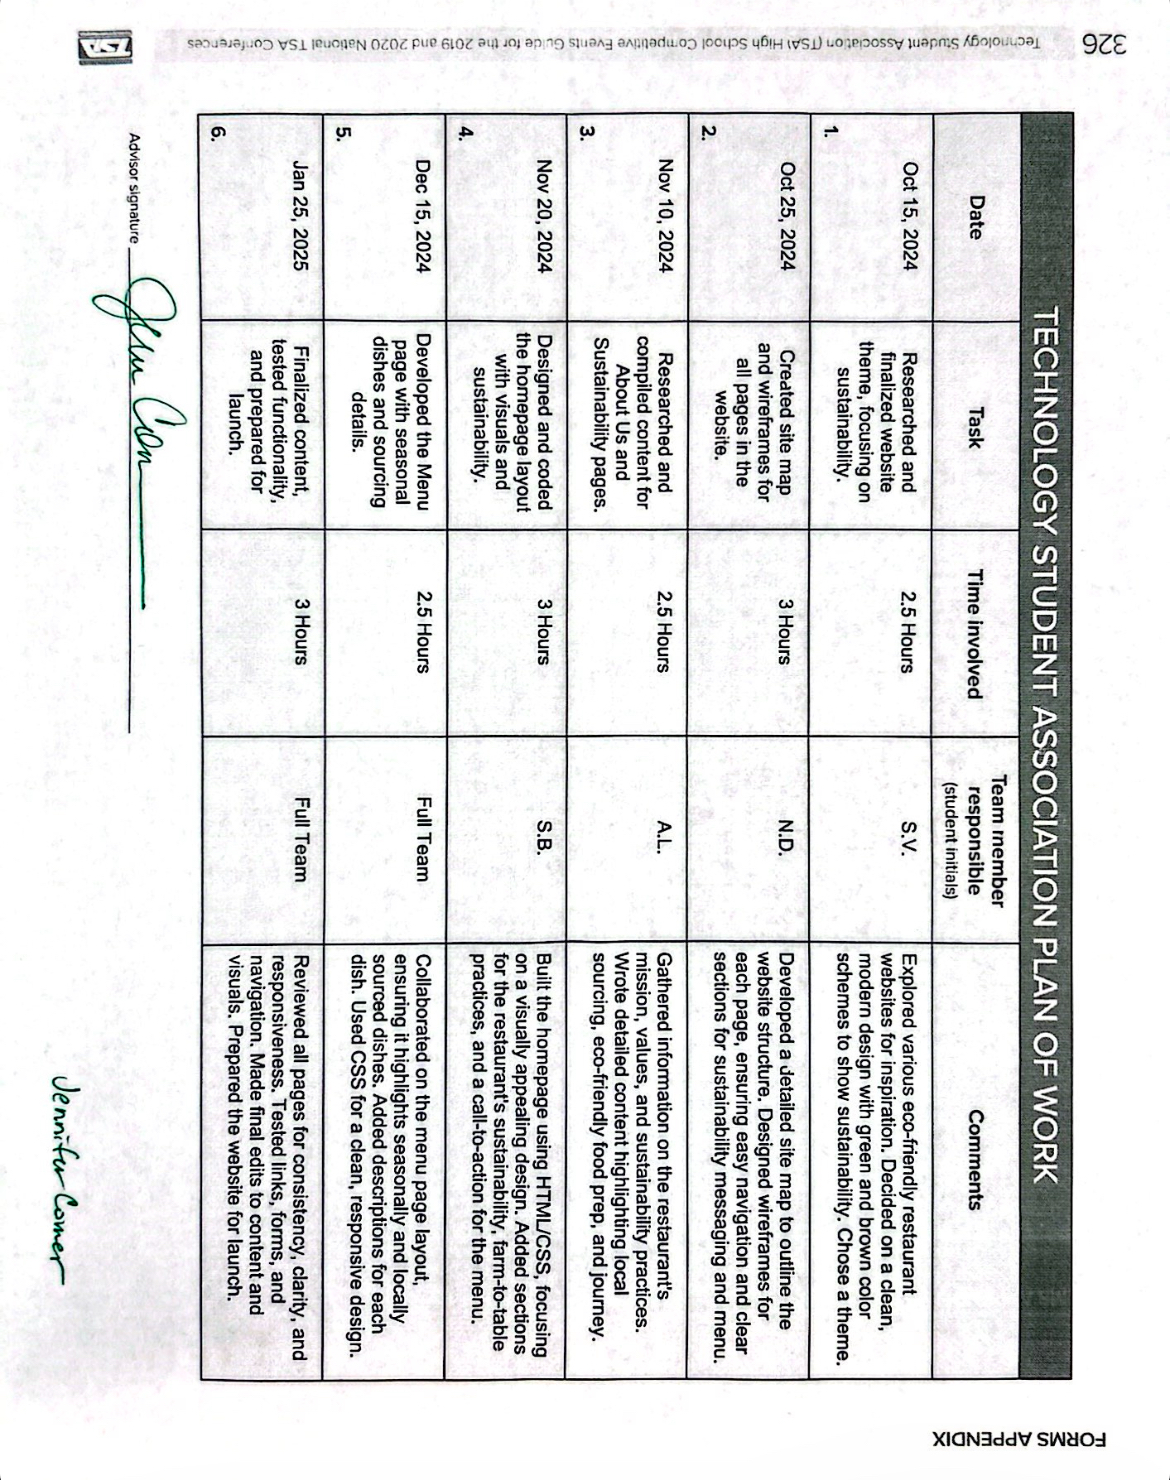 TECHNOLOGY STUDENT ASSOCIATION PLAN OF WORK
Date
Task
Time involved
Team member
responsible
(student initials)
Comments
1.
Oct 15, 2024
Researched and
finalized website
theme, focusing on
sustainability.
2.5 Hours
S.V.
Explored various eco-friendly restaurant
websites for inspiration. Decided on a clean,
modern design with green and brown color
schemes to show sustainability. Chose a theme.
2.
Oct 25, 2024
Created site map
and wireframes for
all pages in the
website.
3 Hours
N.D.
Developed a detailed site map to outline the
website structure. Designed wireframes for
each page, ensuring easy navigation and clear
sections for sustainability messaging and menu.
3.
Nov 10, 2024
Researched and
compiled content for
About Us and
Sustainability pages.
2.5 Hours
A.L.
Gathered information on the restaurant's
mission, values, and sustainability practices.
Wrote detailed content highlighting local
sourcing, eco-friendly food prep, and journey.
4.
Nov 20, 2024
Designed and coded
the homepage layout
with visuals and
sustainability.
3 Hours
S.B.
Built the homepage using HTML/CSS, focusing
on a visually appealing design. Added sections
for the restaurant's sustainability, farm-to-table
practices, and a call-to-action for the menu.
5.
Dec 15, 2024
Developed the Menu
page with seasonal
dishes and sourcing
details.
2.5 Hours
Full Team
Collaborated on the menu page layout,
ensuring it highlights seasonally and locally
sourced dishes. Added descriptions for each
dish. Used CSS for a clean, responsive design.
6.
Jan 25, 2025
Finalized content,
tested functionality,
and prepared for
launch.
3 Hours
Full Team
Reviewed all pages for consistency, clarity, and
responsiveness. Tested links, forms, and
navigation. Made final edits to content and
visuals. Prepared the website for launch.
Advisor signature
Jennifer Comer
FORMS APPENDIX
326 Technology Student Association (TSA) High School Competitive Events Guide for the 2019 and 2020 National TSA Conferences
TSA